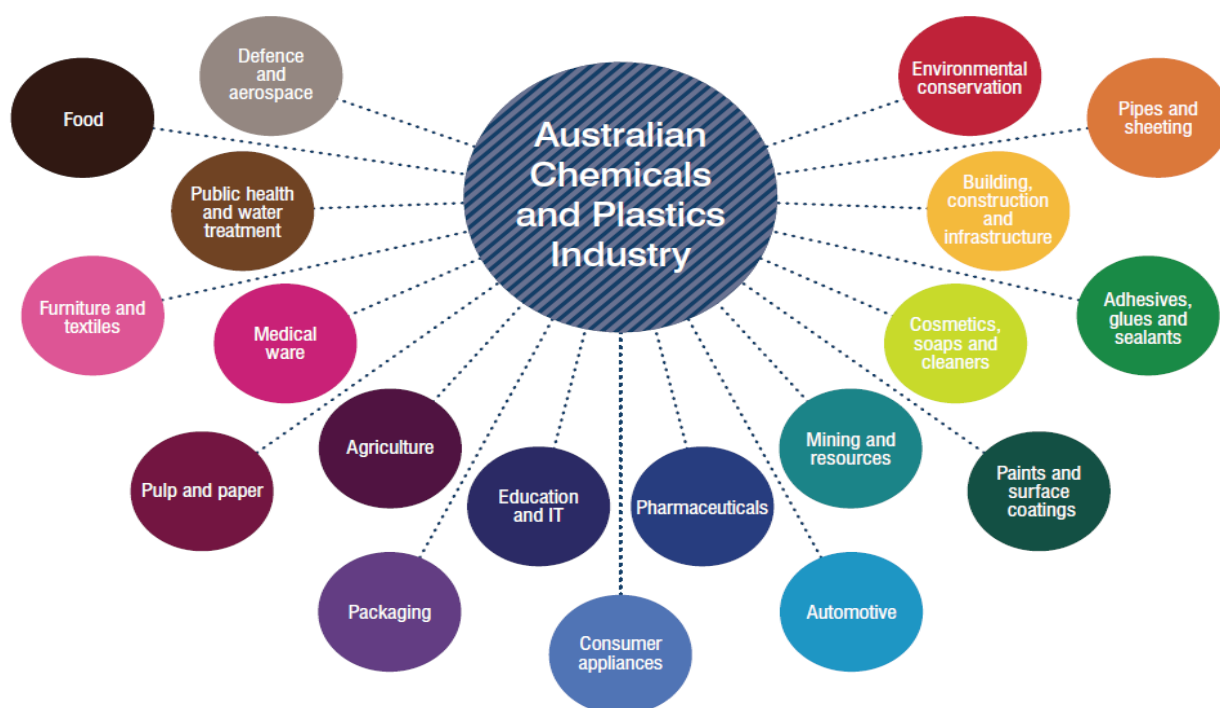 Australian
Chemicals
and Plastics
Industry
Food
Defence
and
aerospace
Public health
and water
treatment
Furniture and
textiles
Medical
ware
Pulp and paper
Agriculture
Packaging
Education
and IT
Consumer
appliances
Pharmaceuticals
Automotive
Mining and
resources
Paints and
surface
coatings
Cosmetics,
soaps and
cleaners
Adhesives,
glues and
sealants
Building,
construction
and
infrastructure
Pipes and
sheeting
Environmental
conservation